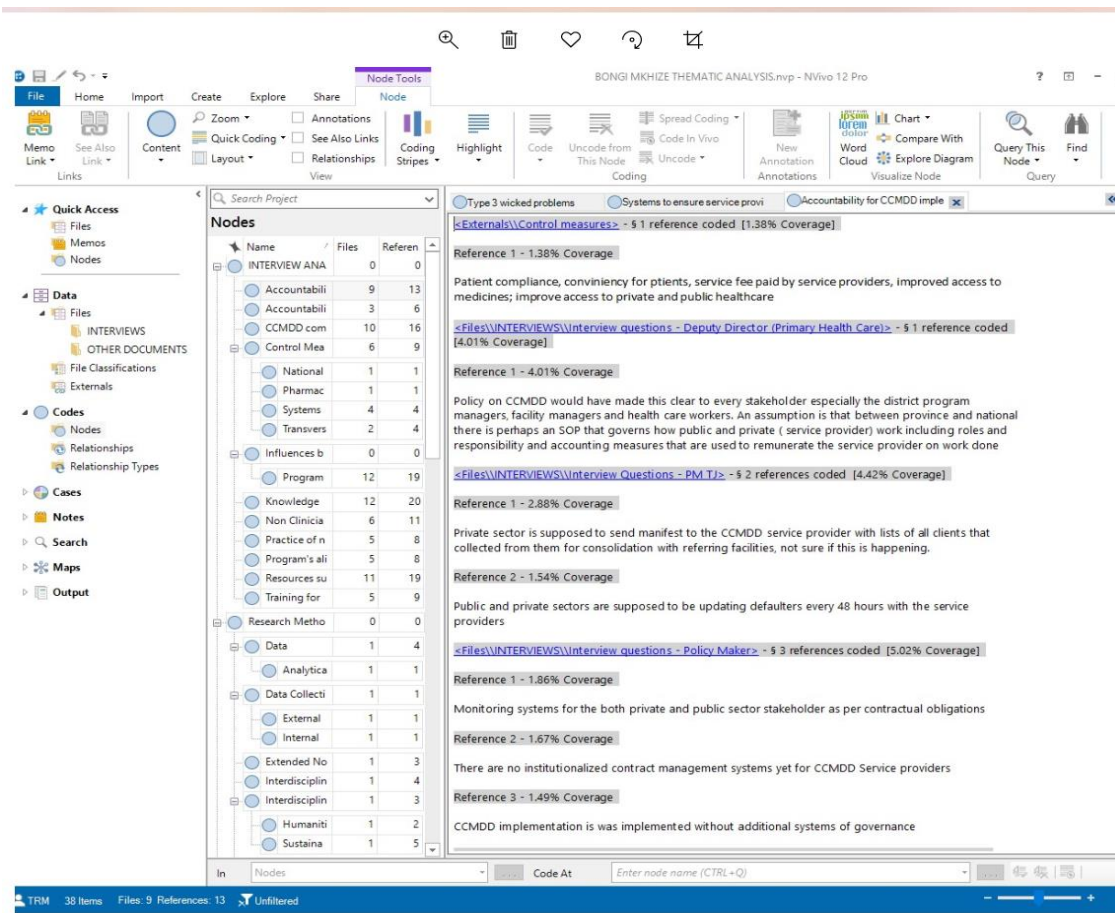 BONGI MKHIZE THEMATIC ANALYSIS.nvp - NVivo 12 Pro
Node Tools
File Home Import Create Explore Share Node
Memo Link
See Also Link
Links
Content
Zoom
Quick Coding
Layout
Annotations
See Also Links
Relationships
View
Coding Stripes
Highlight
Code
Uncode from This Node
Spread Coding
Code In Vivo
Uncode
Coding
New Annotation
Annotations
Word Cloud
Chart
Compare With
Explore Diagram
Visualize Node
Query This Node
Find
Query
Quick Access
Files
Memos
Nodes
Data
Files
INTERVIEWS
OTHER DOCUMENTS
File Classifications
Externals
Codes
Nodes
Relationships
Relationship Types
Cases
Notes
Search
Maps
Output
Search Project
Nodes
Name Files Referen
INTERVIEW ANA 0 0
Accountabili 9 13
Accountabili 3 6
CCMDD com 10 16
Control Mea 6 9
National 1 1
Pharmac 1 1
Systems 4 4
Transvers 2 4
Influences b 0 0
Program 12 19
Knowledge 12 20
Non Clinicia 6 11
Practice of n 5 8
Program's ali 5 8
Resources su 11 19
Training for 5 9
Research Metho 0 0
Data 1 4
Analytica 1 1
Data Collecti 1 1
External 1 1
Internal 1 1
Extended No 1 3
Interdisciplin 1 4
Interdisciplin 1 3
Humaniti 1 2
Sustaina 1 5
Type 3 wicked problems Systems to ensure service provi Accountability for CCMDD imple
<Externals\\Control measures> - § 1 reference coded [1.38% Coverage]
Reference 1 - 1.38% Coverage
Patient compliance, conviniency for ptients, service fee paid by service providers, improved access to
medicines; improve access to private and public healthcare
<Files\\INTERVIEWS\\Interview questions - Deputy Director (Primary Health Care)> - § 1 reference coded
[4.01% Coverage]
Reference 1 - 4.01% Coverage
Policy on CCMDD would have made this clear to every stakeholder especially the district program
managers, facility managers and health care workers. An assumption is that between province and national
there is perhaps an SOP that governs how public and private ( service provider) work including roles and
responsibility and accounting measures that are used to remunerate the service provider on work done
<Files\\INTERVIEWS\\Interview Questions - PM TJ> - § 2 references coded [4.42% Coverage]
Reference 1 - 2.88% Coverage
Private sector is supposed to send manifest to the CCMDD service provider with lists of all clients that
collected from them for consolidation with referring facilities, not sure if this is happening.
Reference 2 - 1.54% Coverage
Public and private sectors are supposed to be updating defaulters every 48 hours with the service
providers
<Files\\INTERVIEWS\\Interview questions - Policy Maker> - § 3 references coded [5.02% Coverage]
Reference 1 - 1.86% Coverage
Monitoring systems for the both private and public sector stakeholder as per contractual obligations
Reference 2 - 1.67% Coverage
There are no institutionalized contract management systems yet for CCMDD Service providers
Reference 3 - 1.49% Coverage
CCMDD implementation is was implemented without additional systems of governance
In Nodes Code At Enter node name (CTRL+Q)
TRM 38 Items Files: 9 References: 13 Unfiltered